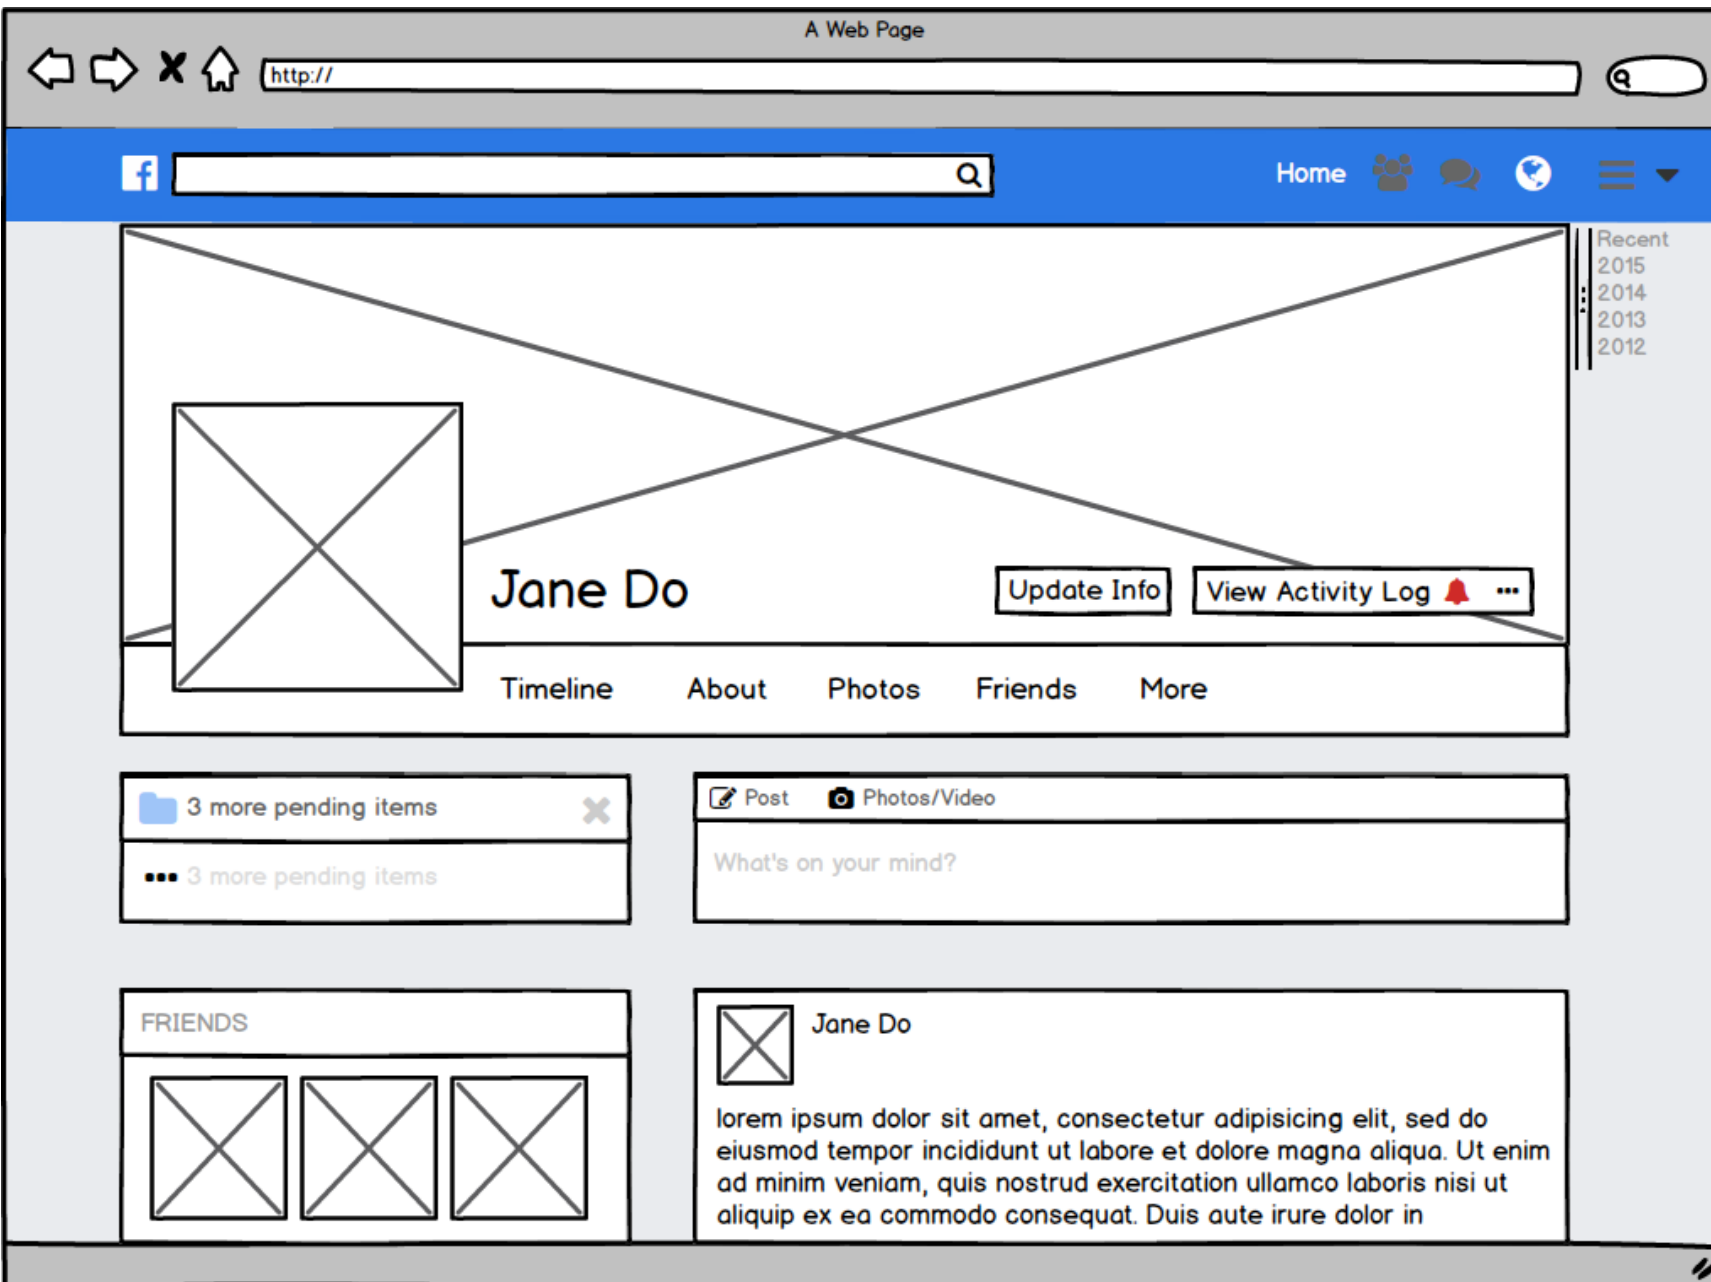 A Web Page
http://
Home
Recent
2015
2014
2013
2012
Jane Do
Update Info
View Activity Log
Timeline About Photos Friends More
3 more pending items
3 more pending items
Post Photos/Video
What's on your mind?
FRIENDS
Jane Do
lorem ipsum dolor sit amet, consectetur adipisicing elit, sed do
eiusmod tempor incididunt ut labore et dolore magna aliqua. Ut enim
ad minim veniam, quis nostrud exercitation ullamco laboris nisi ut
aliquip ex ea commodo consequat. Duis aute irure dolor in